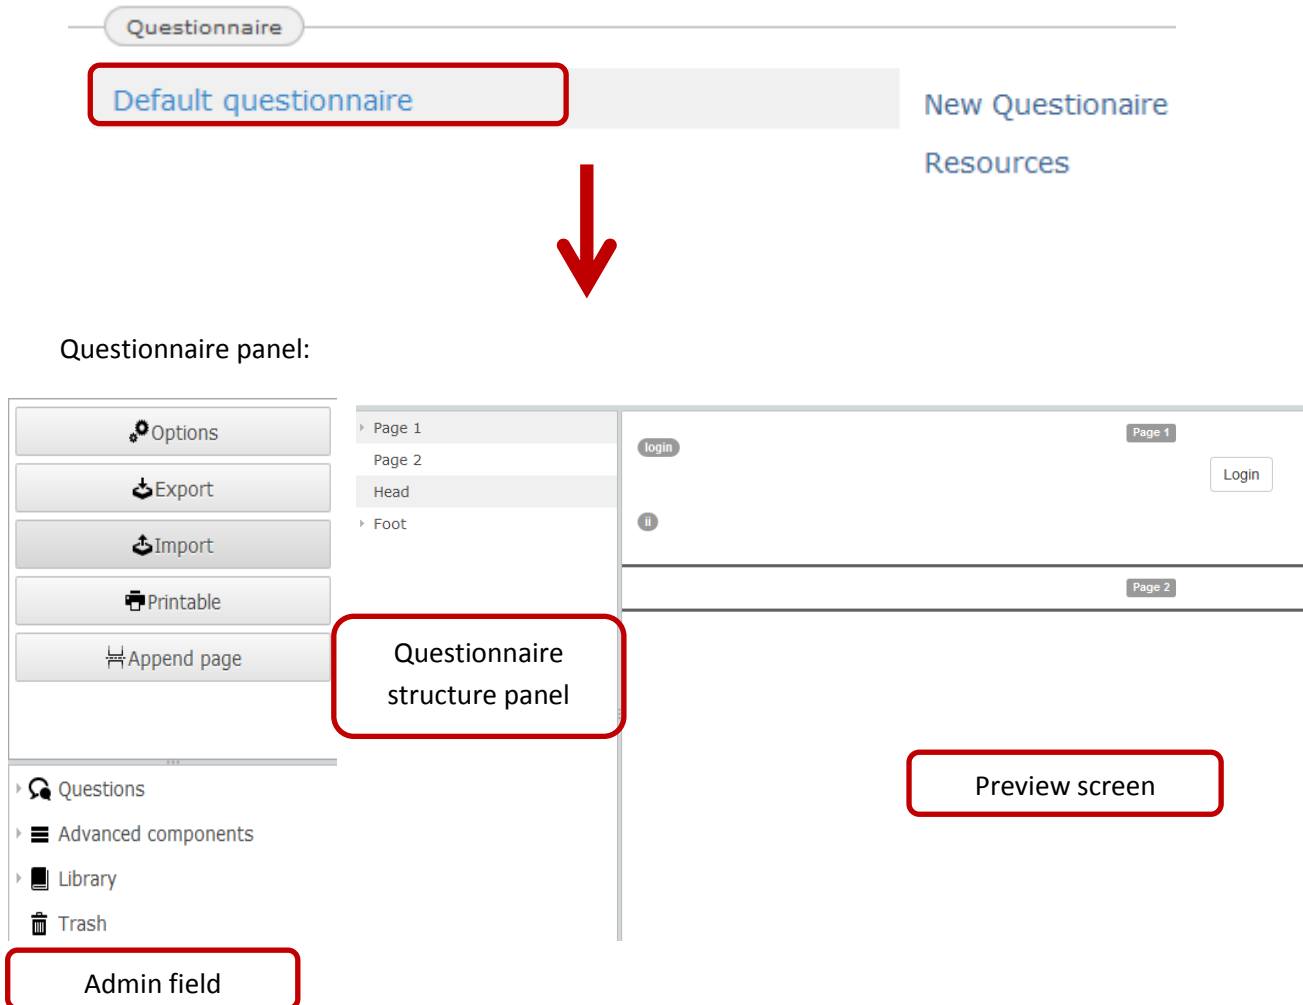 Questionnaire
Default questionnaire
New Questionaire
Resources
Questionnaire panel:
Options
Export
Import
Printable
Append page
Questions
Advanced components
Library
Trash
Admin field
Page 1
Page 2
Head
Foot
Questionnaire
structure panel
Page 1
login
Login
ii
Page 2
Preview screen